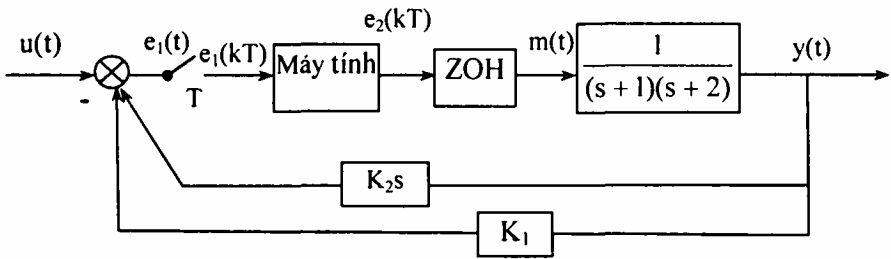 u(t)
e₁(t)
e₁(kT)
T
-
Máy tính
e₂(kT)
ZOH
m(t)
1
(s + 1)(s + 2)
y(t)
K₂s
K₁